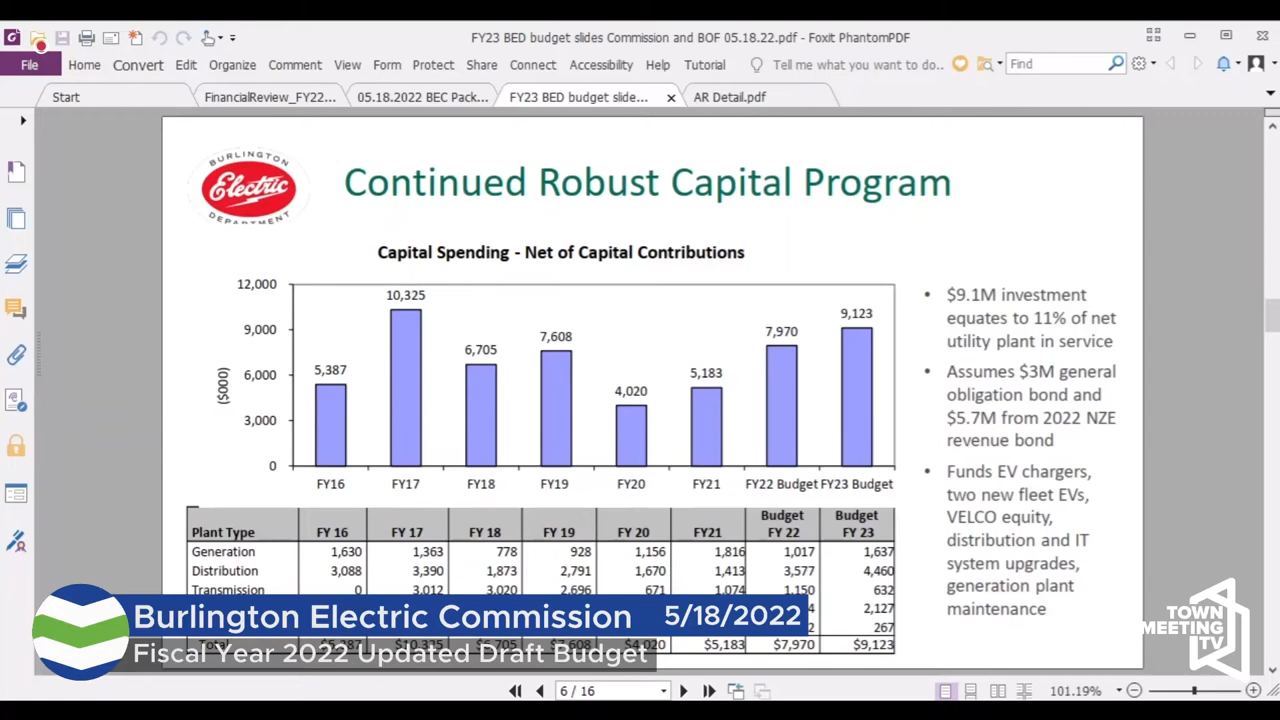 FY23 BED budget slides Commission and BOF 05.18.22.pdf - Foxit PhantomPDF
File Home Convert Edit Organize Comment View Form Protect Share Connect Accessibility Help Tutorial Tell me what you want to do.. Find
Start FinancialReview_FY22... 05.18.2022 BEC Pack... FY23 BED budget slide... AR Detail.pdf
BURLINGTON
Electric
DEPARTMENT
Continued Robust Capital Program
Capital Spending - Net of Capital Contributions
($000)
12,000
9,000
6,000
3,000
0
5,387
10,325
6,705
7,608
4,020
5,183
7,970
9,123
FY16 FY17 FY18 FY19 FY20 FY21 FY22 Budget FY23 Budget
• $9.1M investment
equates to 11% of net
utility plant in service
• Assumes $3M general
obligation bond and
$5.7M from 2022 NZE
revenue bond
• Funds EV chargers,
two new fleet EVs,
VELCO equity,
distribution and IT
system upgrades,
generation plant
maintenance
Budget Budget
Plant Type FY 16 FY 17 FY 18 FY 19 FY 20 FY21 FY 22 FY 23
Generation 1,630 1,363 778 928 1,156 1,816 1,017 1,637
Distribution 3,088 3,390 1,873 2,791 1,670 1,413 3,577 4,460
Transmission 0 3,012 3,020 2,696 671 1,074 1,150 632
2,127
267
Total $5,387 $10,325 $6,705 $7,608 $4,020 $5,183 $7,970 $9,123
Burlington Electric Commission 5/18/2022
Fiscal Year 2022 Updated Draft Budget
TOWN
MEETING
TV
6 / 16
101.19%